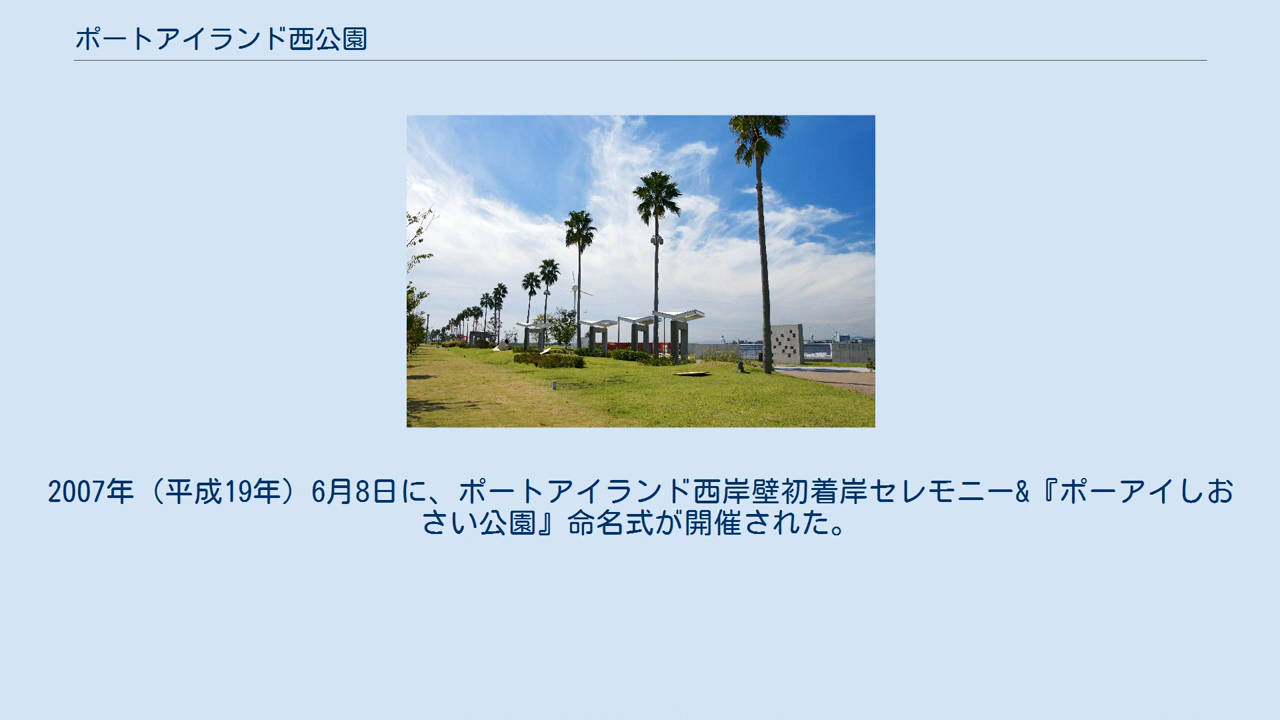 ポートアイランド西公園
2007年（平成19年）6月8日に、ポートアイランド西岸壁初着岸セレモニー&『ポーアイしお
さい公園』命名式が開催された。